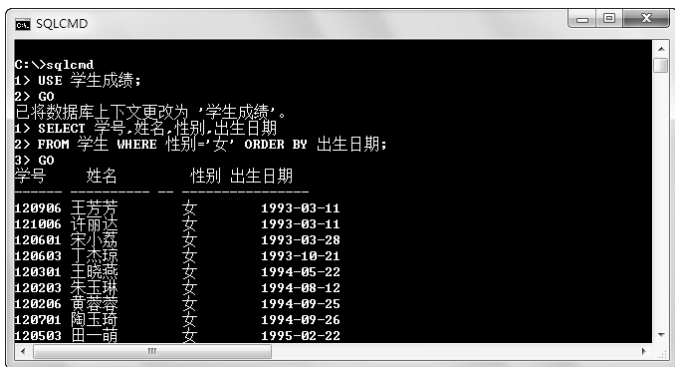 SQLCMD
C:\>sqlcmd
1> USE 学生成绩;
2> GO
已将数据库上下文更改为 '学生成绩'。
1> SELECT 学号,姓名,性别,出生日期
2> FROM 学生 WHERE 性别='女' ORDER BY 出生日期;
3> GO
学号 姓名 性别 出生日期
------ ---------- -- ----------------
120906 王芳芳 女 1993-03-11
121006 许丽达 女 1993-03-11
120601 宋小荔 女 1993-03-28
120603 丁杰琼 女 1993-10-21
120301 王晓燕 女 1994-05-22
120203 朱玉琳 女 1994-08-12
120206 黄蓉蓉 女 1994-09-25
120701 陶玉琦 女 1994-09-26
120503 田一萌 女 1995-02-22